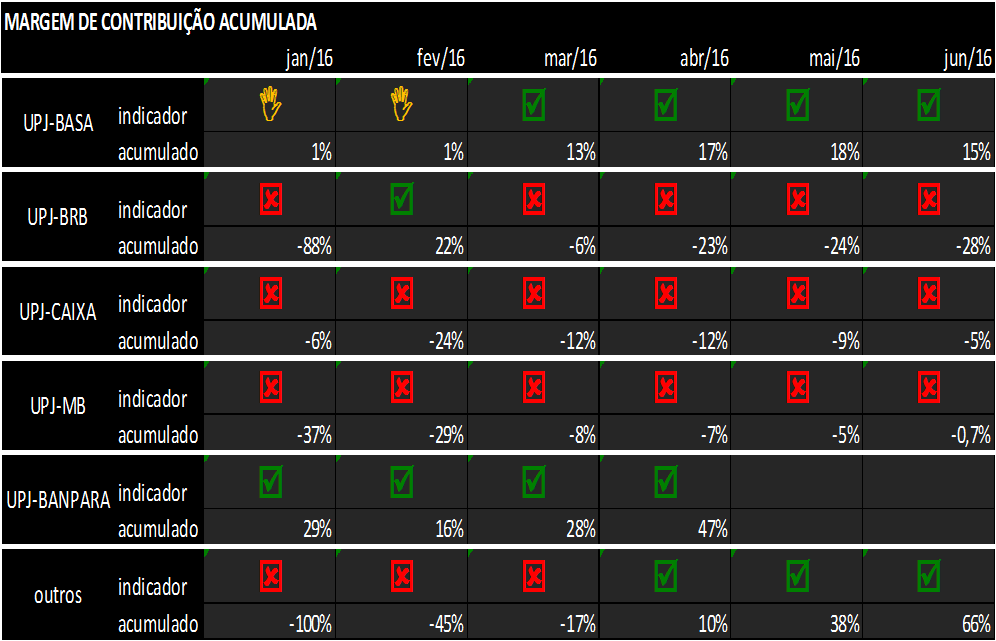 MARGEM DE CONTRIBUIÇÃO ACUMULADA
jan/16 fev/16 mar/16 abr/16 mai/16 jun/16
UPJ-BASA indicador
acumulado 1% 1% 13% 17% 18% 15%
UPJ-BRB indicador
acumulado -88% 22% -6% -23% -24% -28%
UPJ-CAIXA indicador
acumulado -6% -24% -12% -12% -9% -5%
UPJ-MB indicador
acumulado -37% -29% -8% -7% -5% -0,7%
UPJ-BANPARA indicador
acumulado 29% 16% 28% 47%
outros indicador
acumulado -100% -45% -17% 10% 38% 66%